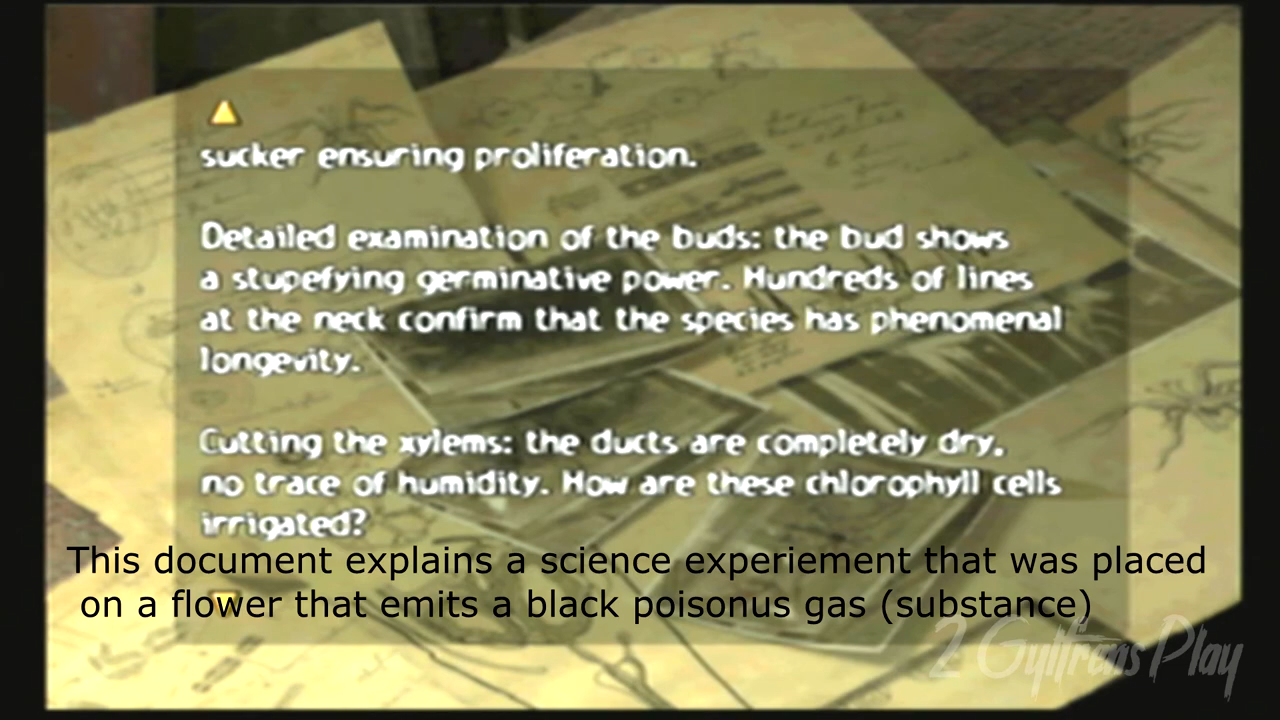 sucker ensuring proliferation.
Detailed examination of the buds: the bud shows
a stupefying germinative power. Hundreds of lines
at the neck confirm that the species has phenomenal
longevity.
Cutting the xylems: the ducts are completely dry,
no trace of humidity. How are these chlorophyll cells
irrigated?
This document explains a science experiement that was placed
on a flower that emits a black poisonus gas (substance)
2 Gylfrens Play